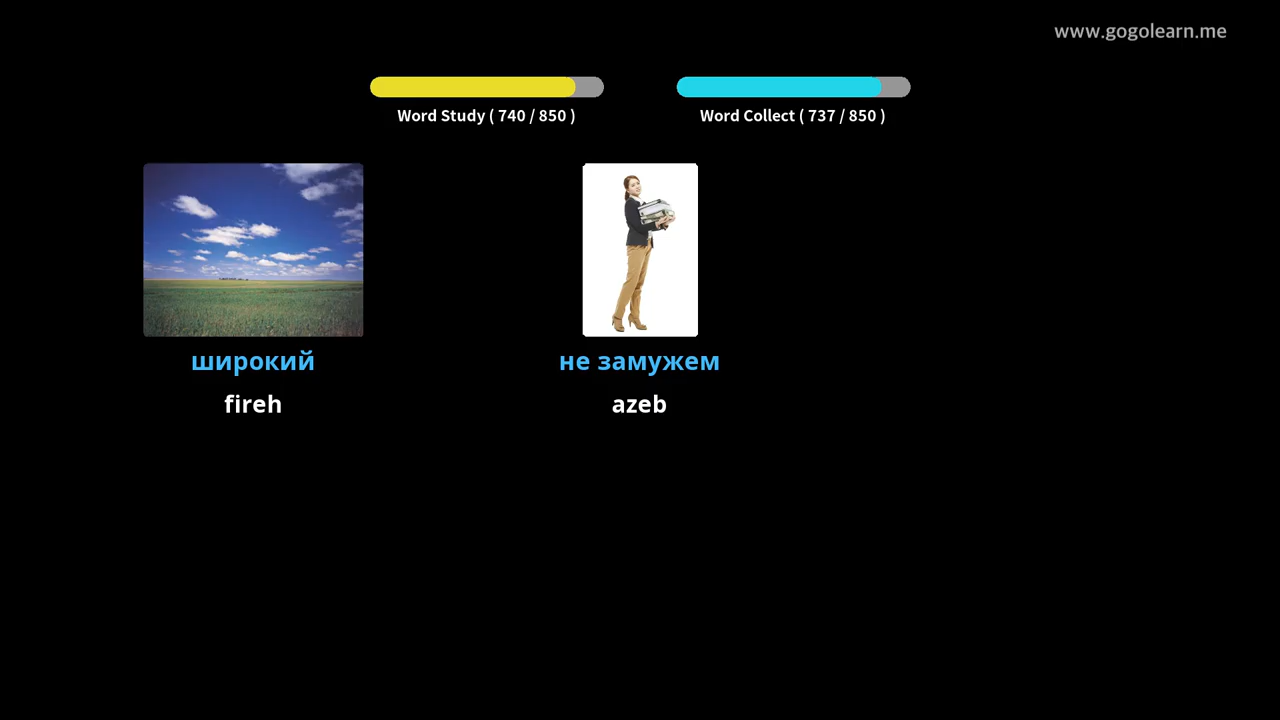 www.gogolearn.me
Word Study ( 740 / 850 )
Word Collect ( 737 / 850 )
широкий
не замужем
fireh
azeb